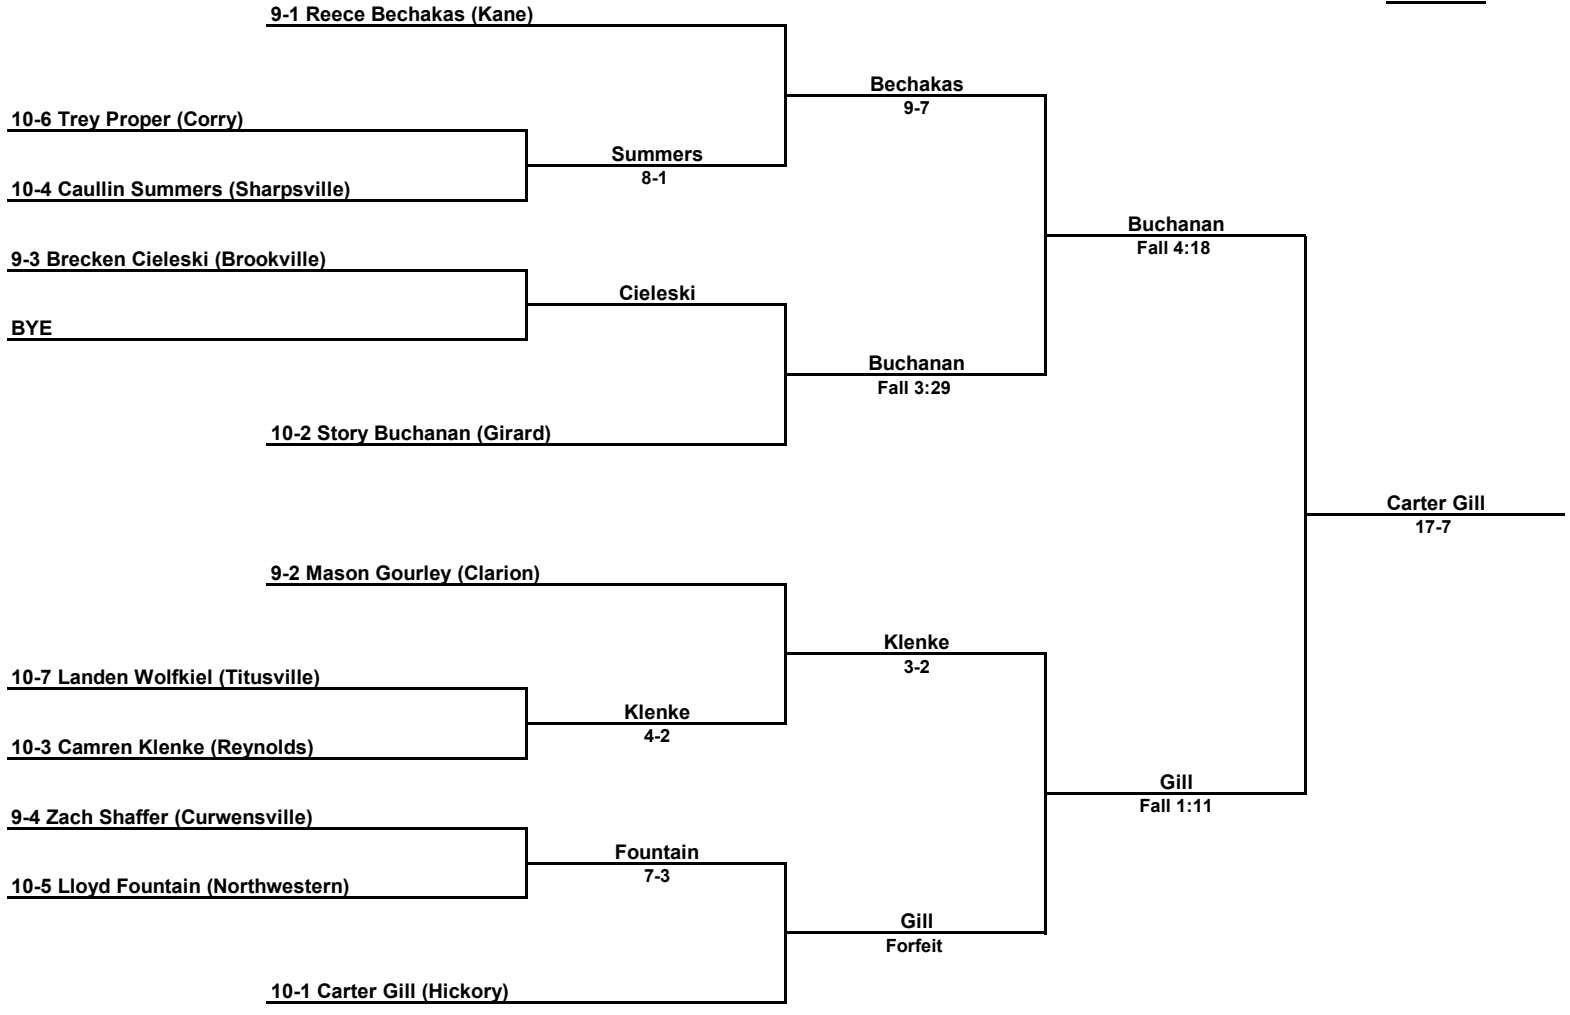 9-1 Reece Bechakas (Kane)
Bechakas
9-7
10-6 Trey Proper (Corry)
Summers
8-1
10-4 Caullin Summers (Sharpsville)
Buchanan
Fall 4:18
9-3 Brecken Cieleski (Brookville)
Cieleski
BYE
Buchanan
Fall 3:29
10-2 Story Buchanan (Girard)
Carter Gill
17-7
9-2 Mason Gourley (Clarion)
Klenke
3-2
10-7 Landen Wolfkiel (Titusville)
Klenke
4-2
10-3 Camren Klenke (Reynolds)
Gill
Fall 1:11
9-4 Zach Shaffer (Curwensville)
Fountain
7-3
10-5 Lloyd Fountain (Northwestern)
Gill
Forfeit
10-1 Carter Gill (Hickory)